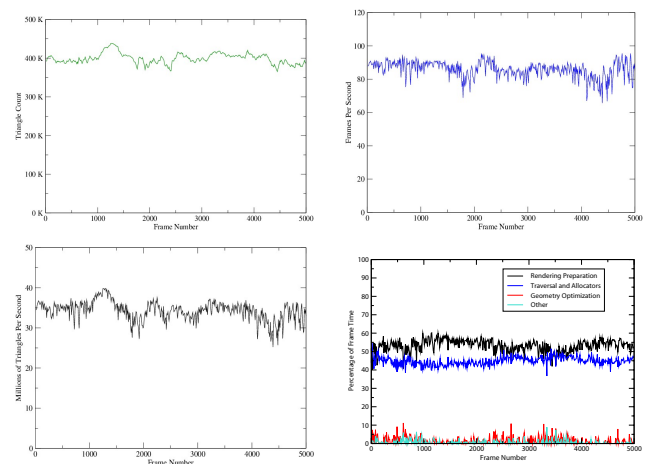 500 K
400 K
300 K
200 K
100 K
0 K
Triangle Count
0 1000 2000 3000 4000 5000
Frame Number
120
100
80
60
40
20
0
Frames Per Second
0 1000 2000 3000 4000 5000
Frame Number
50
40
30
20
10
0
Millions of Triangles Per Second
0 1000 2000 3000 4000 5000
Frame Number
100
90
80
70
60
50
40
30
20
10
0
Percentage of Frame Time
Rendering Preparation
Traversal and Allocators
Geometry Optimization
Other
0 1000 2000 3000 4000 5000
Frame Number